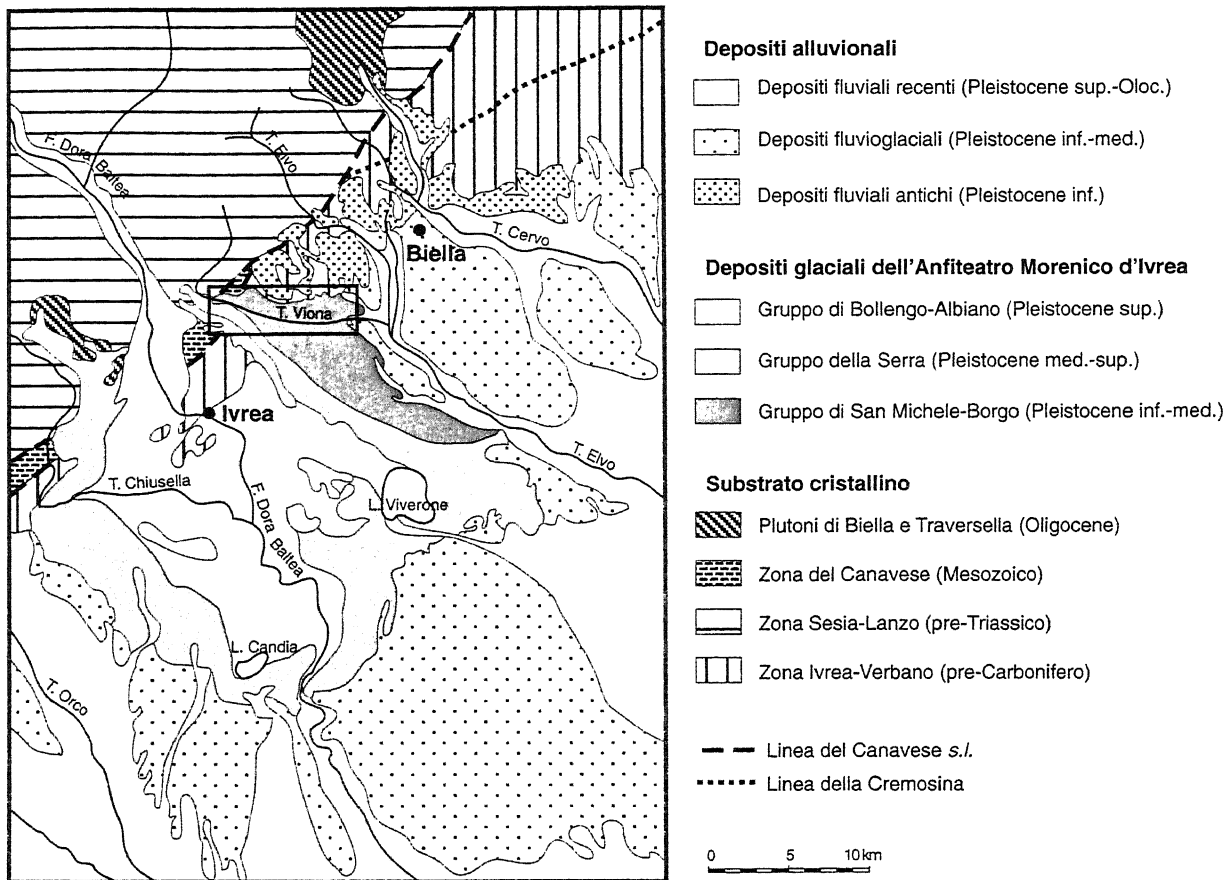 F. Dora Baltea
T. Elvo
T. Cervo
Biella
T. Viona
Ivrea
T. Elvo
T. Chiusella
F. Dora Baltea
L. Viverone
L. Candia
T. Orco
Depositi alluvionali
Depositi fluviali recenti (Pleistocene sup.-Oloc.)
Depositi fluvioglaciali (Pleistocene inf.-med.)
Depositi fluviali antichi (Pleistocene inf.)
Depositi glaciali dell'Anfiteatro Morenico d'Ivrea
Gruppo di Bollengo-Albiano (Pleistocene sup.)
Gruppo della Serra (Pleistocene med.-sup.)
Gruppo di San Michele-Borgo (Pleistocene inf.-med.)
Substrato cristallino
Plutoni di Biella e Traversella (Oligocene)
Zona del Canavese (Mesozoico)
Zona Sesia-Lanzo (pre-Triassico)
Zona Ivrea-Verbano (pre-Carbonifero)
Linea del Canavese s.l.
Linea della Cremosina
0 5 10 km